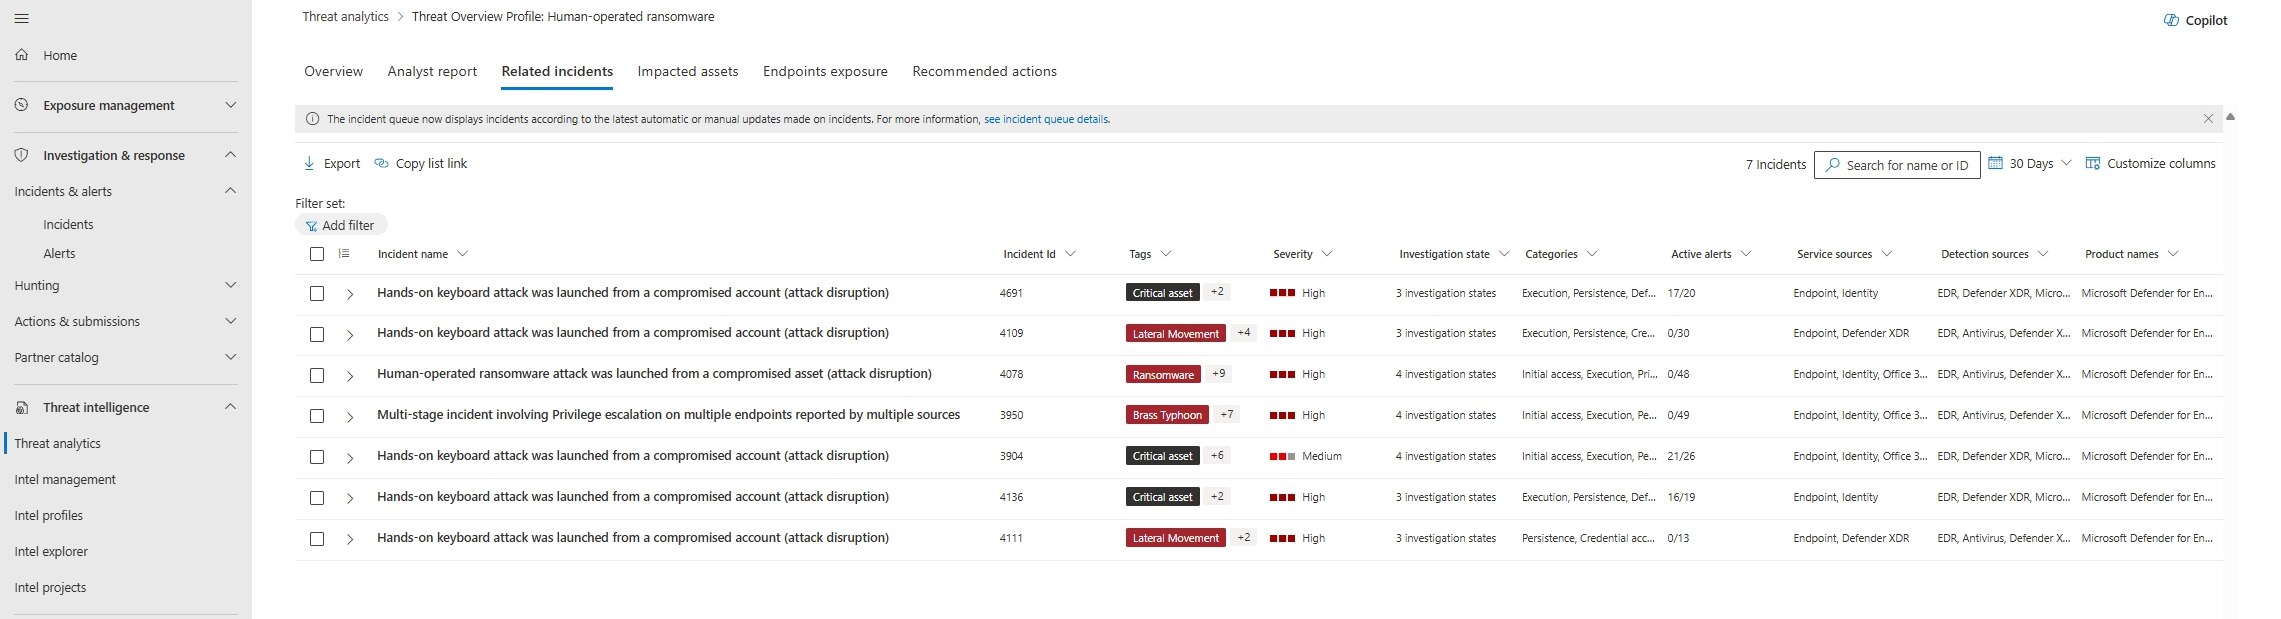 Threat analytics > Threat Overview Profile: Human-operated ransomware
Copilot
Home
Exposure management
Investigation & response
Incidents & alerts
Incidents
Alerts
Hunting
Actions & submissions
Partner catalog
Threat intelligence
Threat analytics
Intel management
Intel profiles
Intel explorer
Intel projects
Overview Analyst report Related incidents Impacted assets Endpoints exposure Recommended actions
The incident queue now displays incidents according to the latest automatic or manual updates made on incidents. For more information, see incident queue details.
Export Copy list link 7 Incidents Search for name or ID 30 Days Customize columns
Filter set:
Add filter
Incident name Incident Id Tags Severity Investigation state Categories Active alerts Service sources Detection sources Product names
Hands-on keyboard attack was launched from a compromised account (attack disruption) 4691 Critical asset +2 High 3 investigation states Execution, Persistence, Def... 17/20 Endpoint, Identity EDR, Defender XDR, Micro... Microsoft Defender for En...
Hands-on keyboard attack was launched from a compromised account (attack disruption) 4109 Lateral Movement +4 High 3 investigation states Execution, Persistence, Cre... 0/30 Endpoint, Defender XDR EDR, Antivirus, Defender X... Microsoft Defender for En...
Human-operated ransomware attack was launched from a compromised asset (attack disruption) 4078 Ransomware +9 High 4 investigation states Initial access, Execution, Pri... 0/48 Endpoint, Identity, Office 3... EDR, Antivirus, Defender X... Microsoft Defender for En...
Multi-stage incident involving Privilege escalation on multiple endpoints reported by multiple sources 3950 Brass Typhoon +7 High 4 investigation states Initial access, Execution, Pe... 0/49 Endpoint, Identity, Office 3... EDR, Antivirus, Defender X... Microsoft Defender for En...
Hands-on keyboard attack was launched from a compromised account (attack disruption) 3904 Critical asset +6 Medium 4 investigation states Initial access, Execution, Pe... 21/26 Endpoint, Identity, Office 3... EDR, Defender XDR, Micro... Microsoft Defender for En...
Hands-on keyboard attack was launched from a compromised account (attack disruption) 4136 Critical asset +2 High 3 investigation states Execution, Persistence, Def... 16/19 Endpoint, Identity EDR, Defender XDR, Micro... Microsoft Defender for En...
Hands-on keyboard attack was launched from a compromised account (attack disruption) 4111 Lateral Movement +2 High 3 investigation states Persistence, Credential acc... 0/13 Endpoint, Defender XDR EDR, Antivirus, Defender X... Microsoft Defender for En...